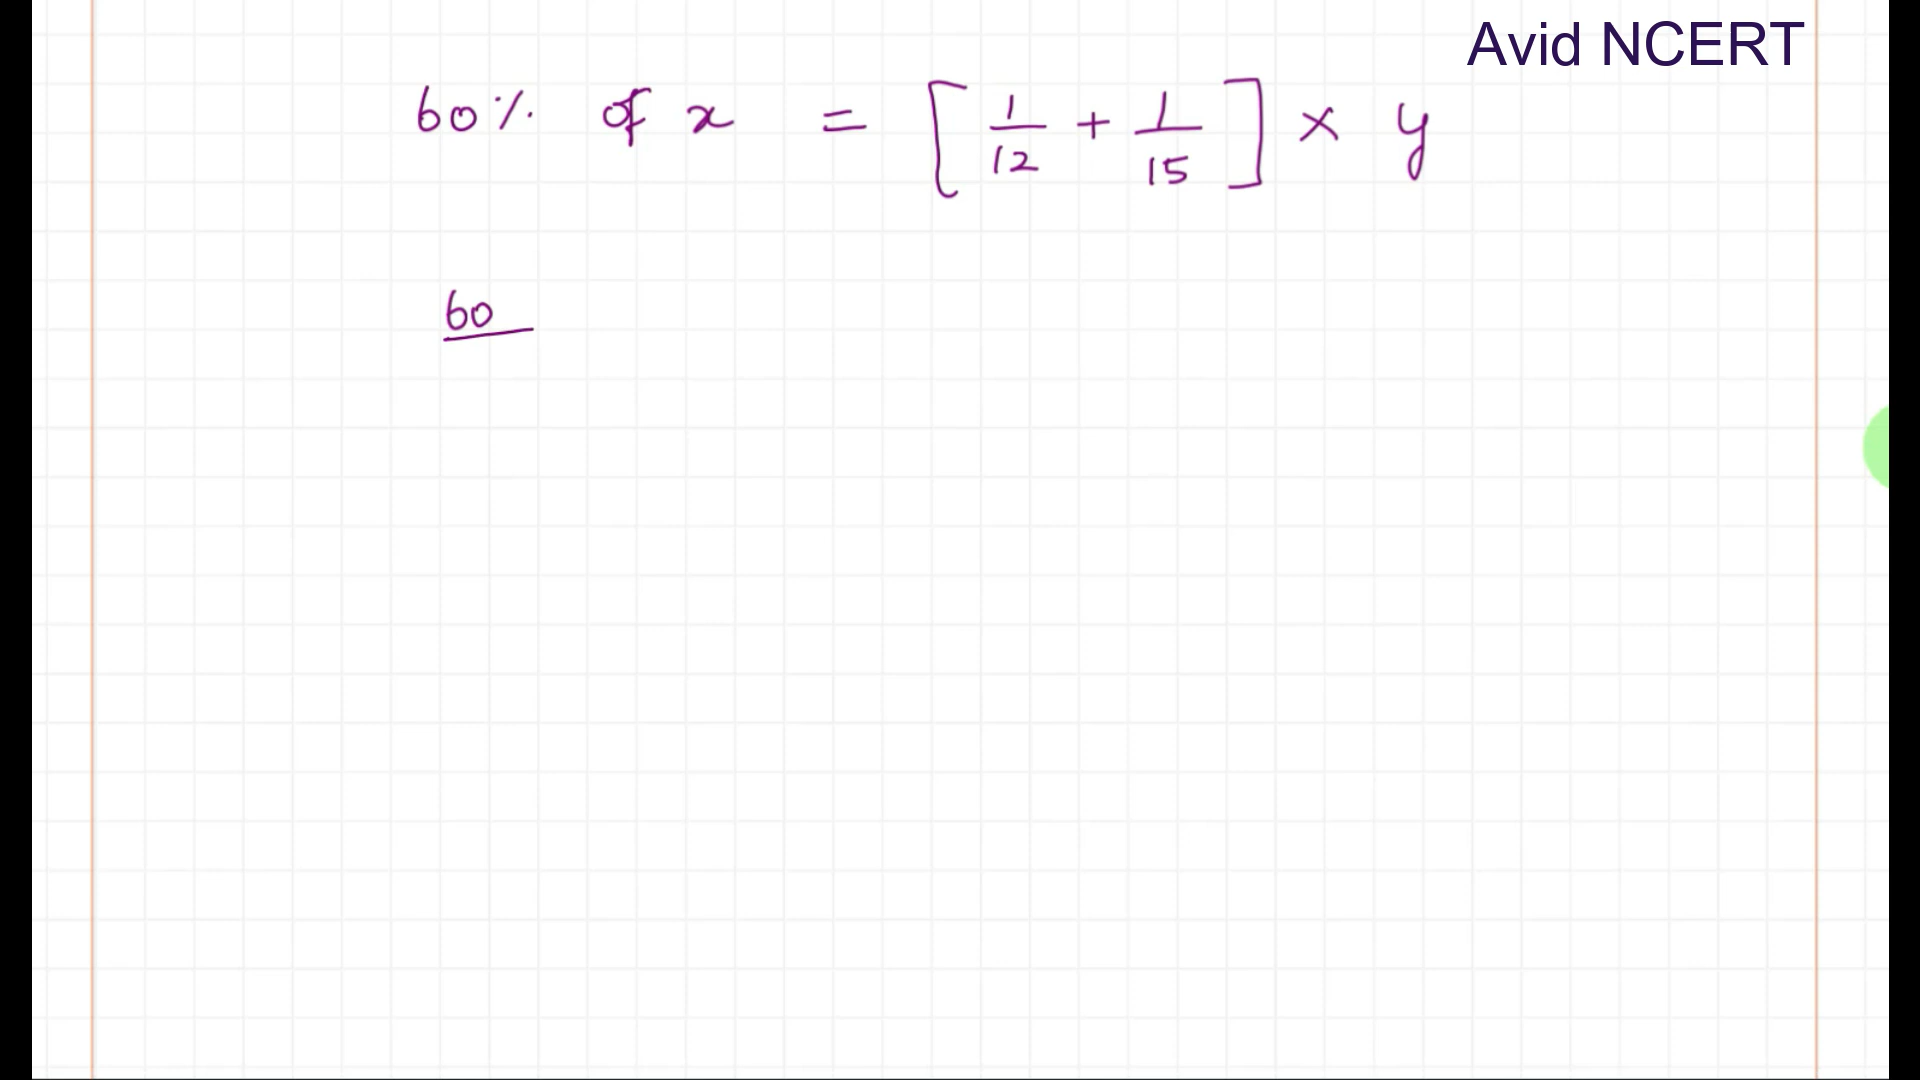 Avid NCERT
60% of x = [1/12 + 1/15] × y
60